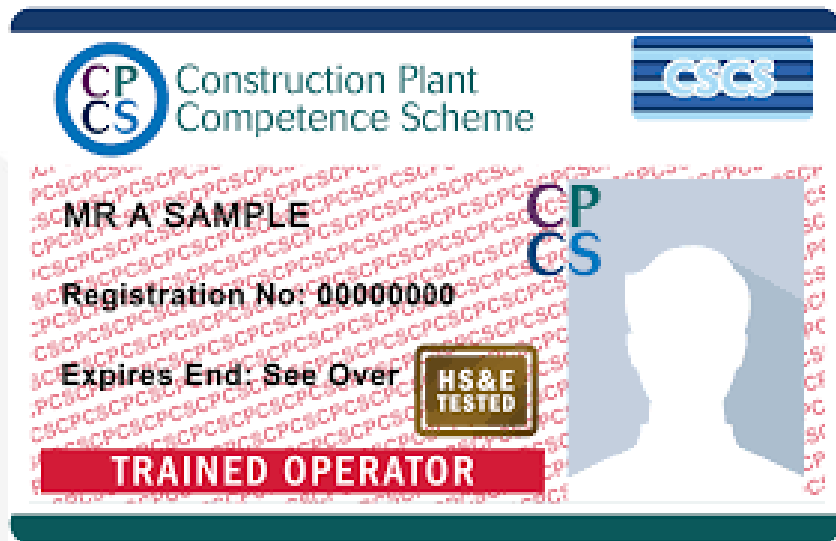 CP
CS
Construction Plant
Competence Scheme
CSCS
MR A SAMPLE
CP
CS
Registration No: 00000000
Expires End: See Over
HS&E
TESTED
TRAINED OPERATOR